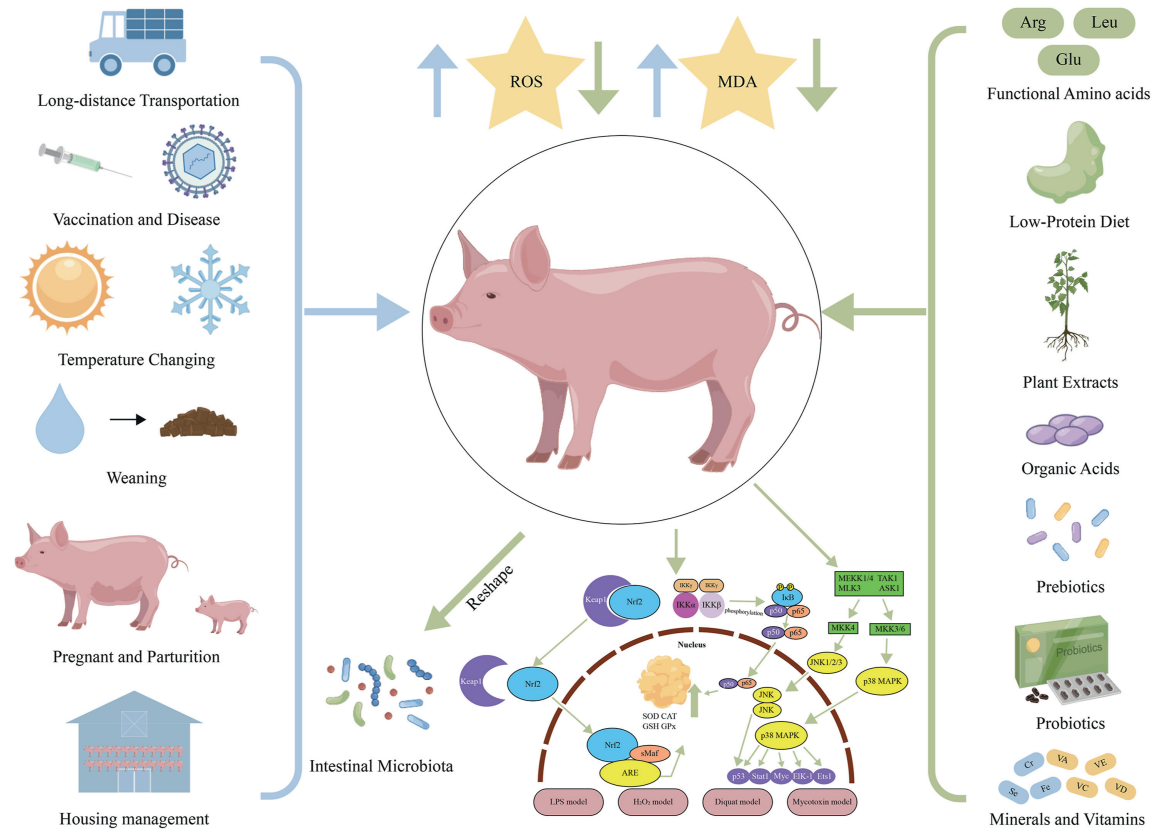 Long-distance Transportation
Vaccination and Disease
Temperature Changing
Weaning
Pregnant and Parturition
Housing management
ROS
MDA
Reshape
Intestinal Microbiota
Keap1
Nrf2
Keap1
Nrf2
Nrf2
sMaf
ARE
IKKγ
IKKγ
IKKα
IKKβ
phosphorylation
P
P
IκB
p50
p65
p50
p65
p50
p65
Nucleus
SOD CAT
GSH GPx
MEKK1/4 TAK1
MLK3 ASK1
MKK4
MKK3/6
JNK1/2/3
p38 MAPK
JNK
JNK
p38 MAPK
p53
Stat1
Myc
EIK-1
Ets1
LPS model
H₂O₂ model
Diquat model
Mycotoxin model
Arg
Leu
Glu
Functional Amino acids
Low-Protein Diet
Plant Extracts
Organic Acids
Prebiotics
Probiotics
Probiotics
Cr
VA
VE
Se
Fe
VC
VD
Minerals and Vitamins